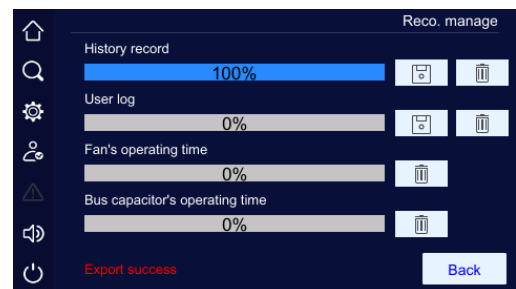 Reco. manage
History record
100%
User log
0%
Fan's operating time
0%
Bus capacitor's operating time
0%
Export success
Back